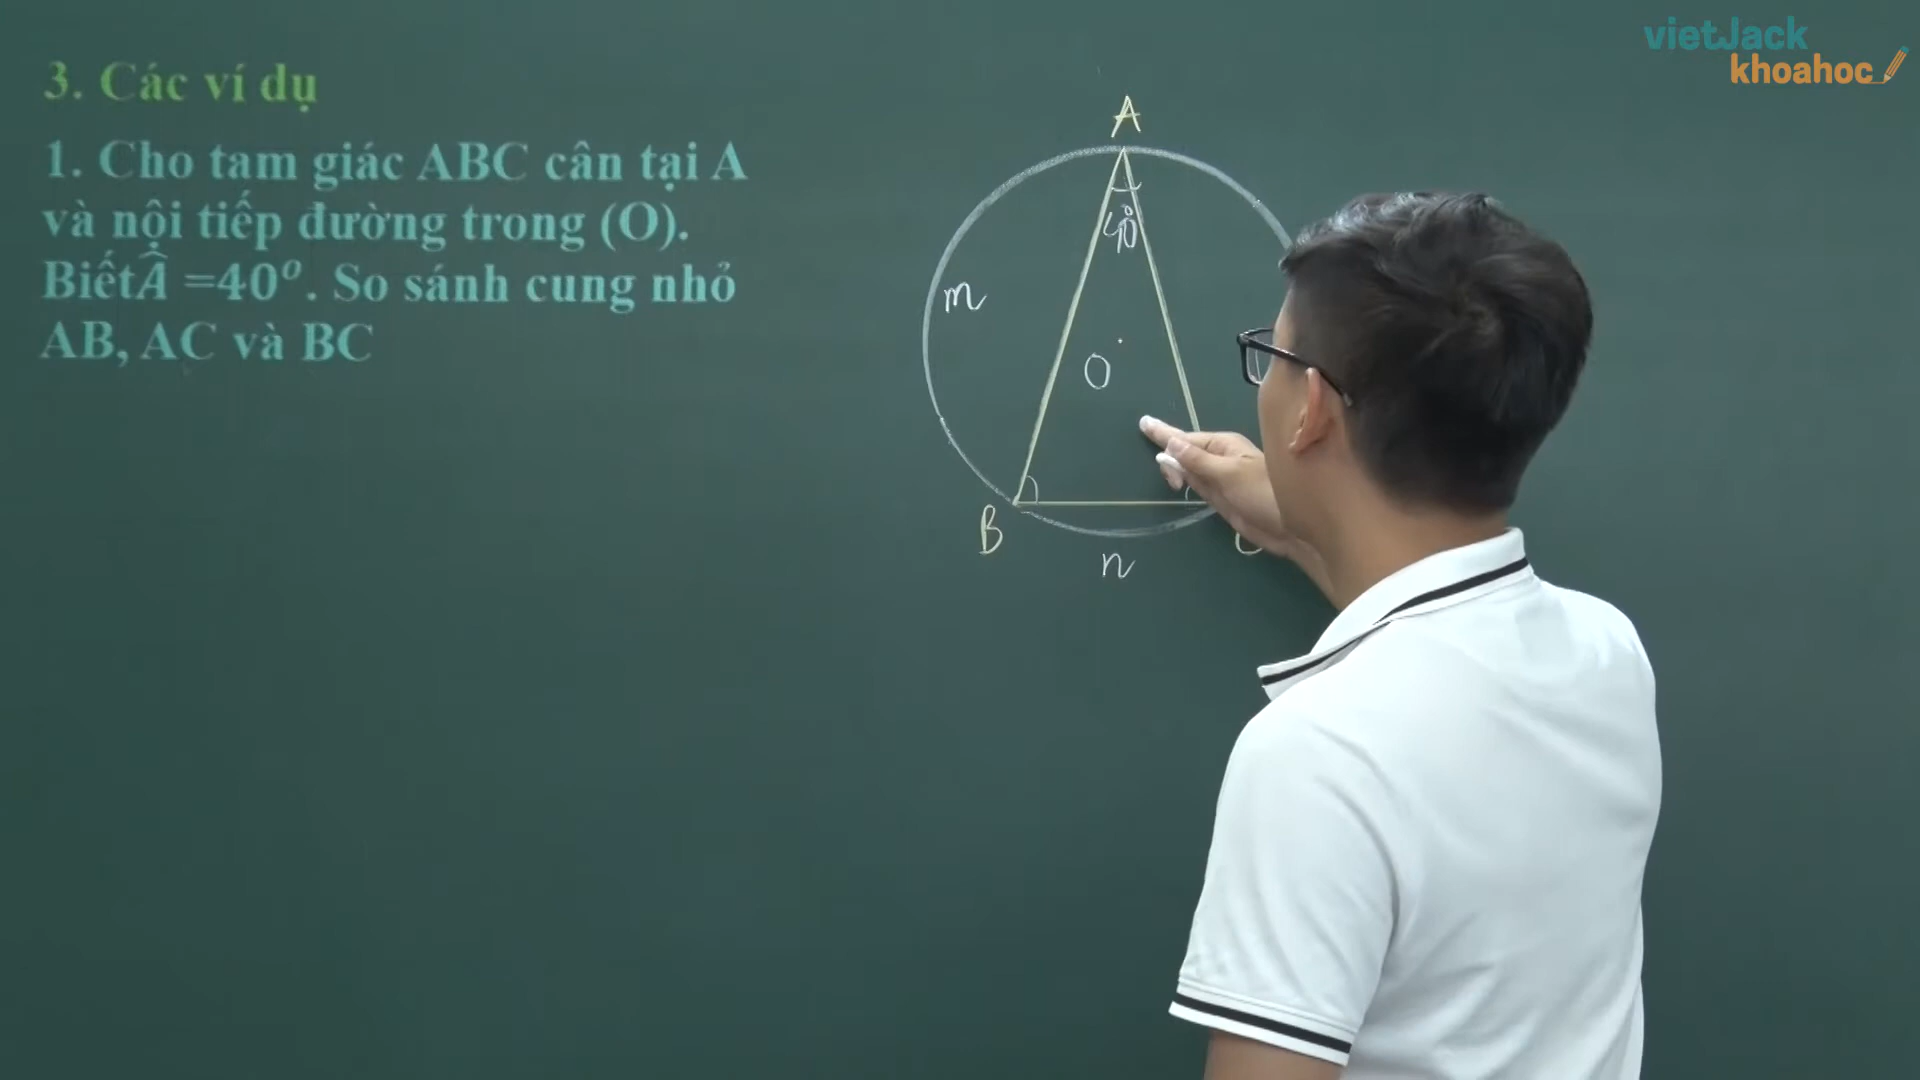 vietJack
khoahoc
3. Các ví dụ
1. Cho tam giác ABC cân tại A
và nội tiếp đường trong (O).
Biết Â =40º. So sánh cung nhỏ
AB, AC và BC
A
40°
m
O
B
n